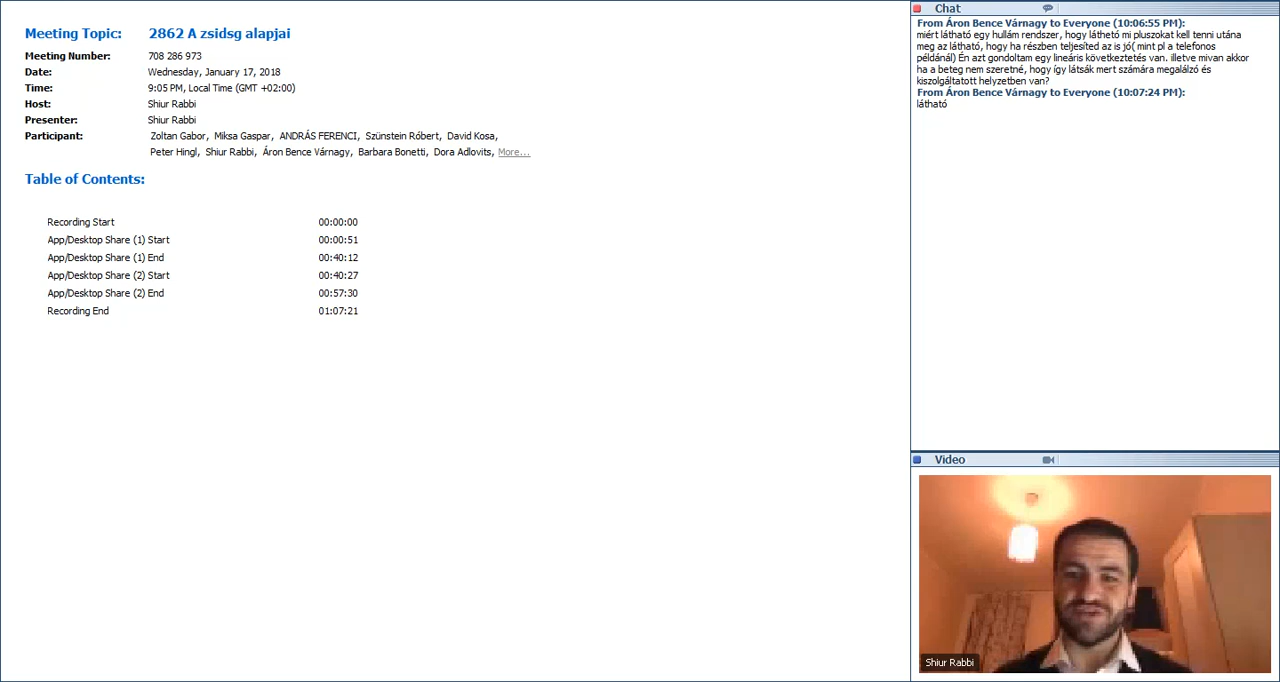 Meeting Topic: 2862 A zsidsg alapjai
Meeting Number: 708 286 973
Date: Wednesday, January 17, 2018
Time: 9:05 PM, Local Time (GMT +02:00)
Host: Shiur Rabbi
Presenter: Shiur Rabbi
Participant: Zoltan Gabor, Miksa Gaspar, ANDRÁS FERENCI, Szünstein Róbert, David Kosa,
Peter Hingl, Shiur Rabbi, Áron Bence Várnagy, Barbara Bonetti, Dora Adlovits, More...
Table of Contents:
Recording Start 00:00:00
App/Desktop Share (1) Start 00:00:51
App/Desktop Share (1) End 00:40:12
App/Desktop Share (2) Start 00:40:27
App/Desktop Share (2) End 00:57:30
Recording End 01:07:21
Chat
From Áron Bence Várnagy to Everyone (10:06:55 PM):
miért látható egy hullám rendszer, hogy láthetó mi pluszokat kell tenni utána
meg az látható, hogy ha részben teljesíted az is jó( mint pl a telefonos
példánál) Én azt gondoltam egy lineáris következtetés van. illetve mivan akkor
ha a beteg nem szeretné, hogy így látsák mert számára megalálzó és
kiszolgáltatott helyzetben van?
From Áron Bence Várnagy to Everyone (10:07:24 PM):
látható
Video
Shiur Rabbi